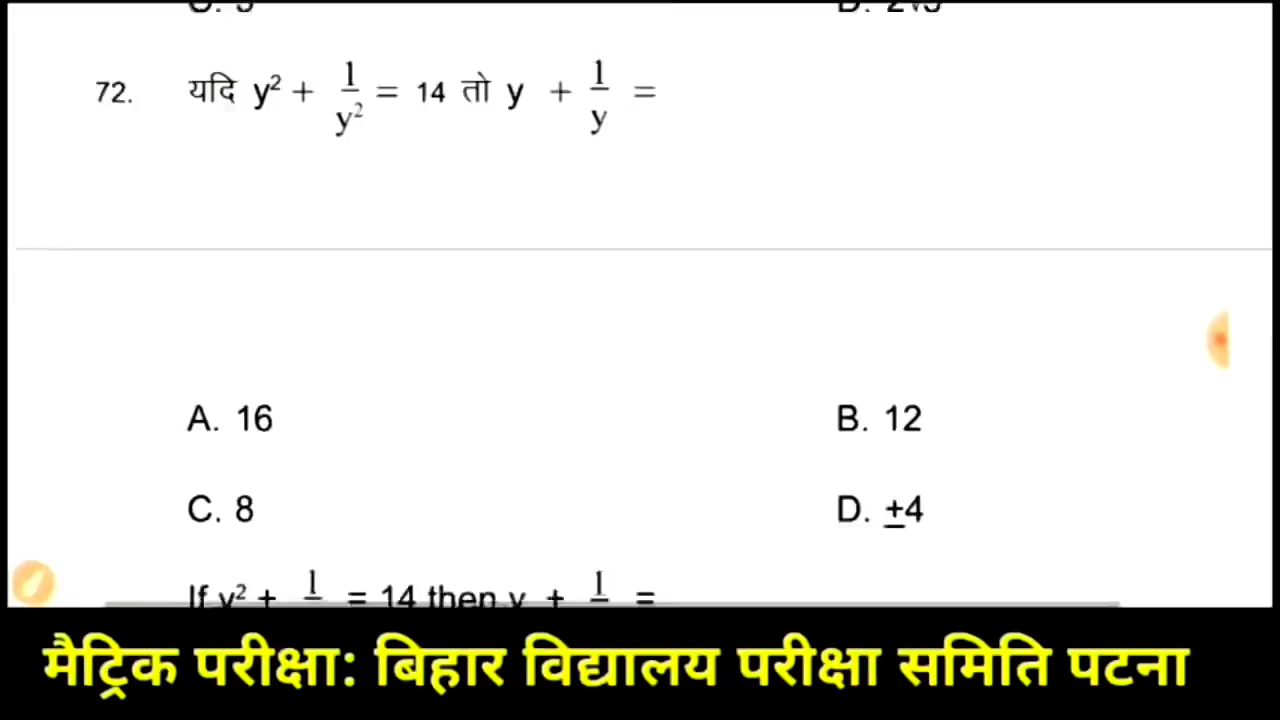 72. यदि y² + 1/y² = 14 तो y + 1/y =
A. 16 B. 12
C. 8 D. ±4
If y² + 1 = 14 then y + 1 =
मैट्रिक परीक्षा: बिहार विद्यालय परीक्षा समिति पटना